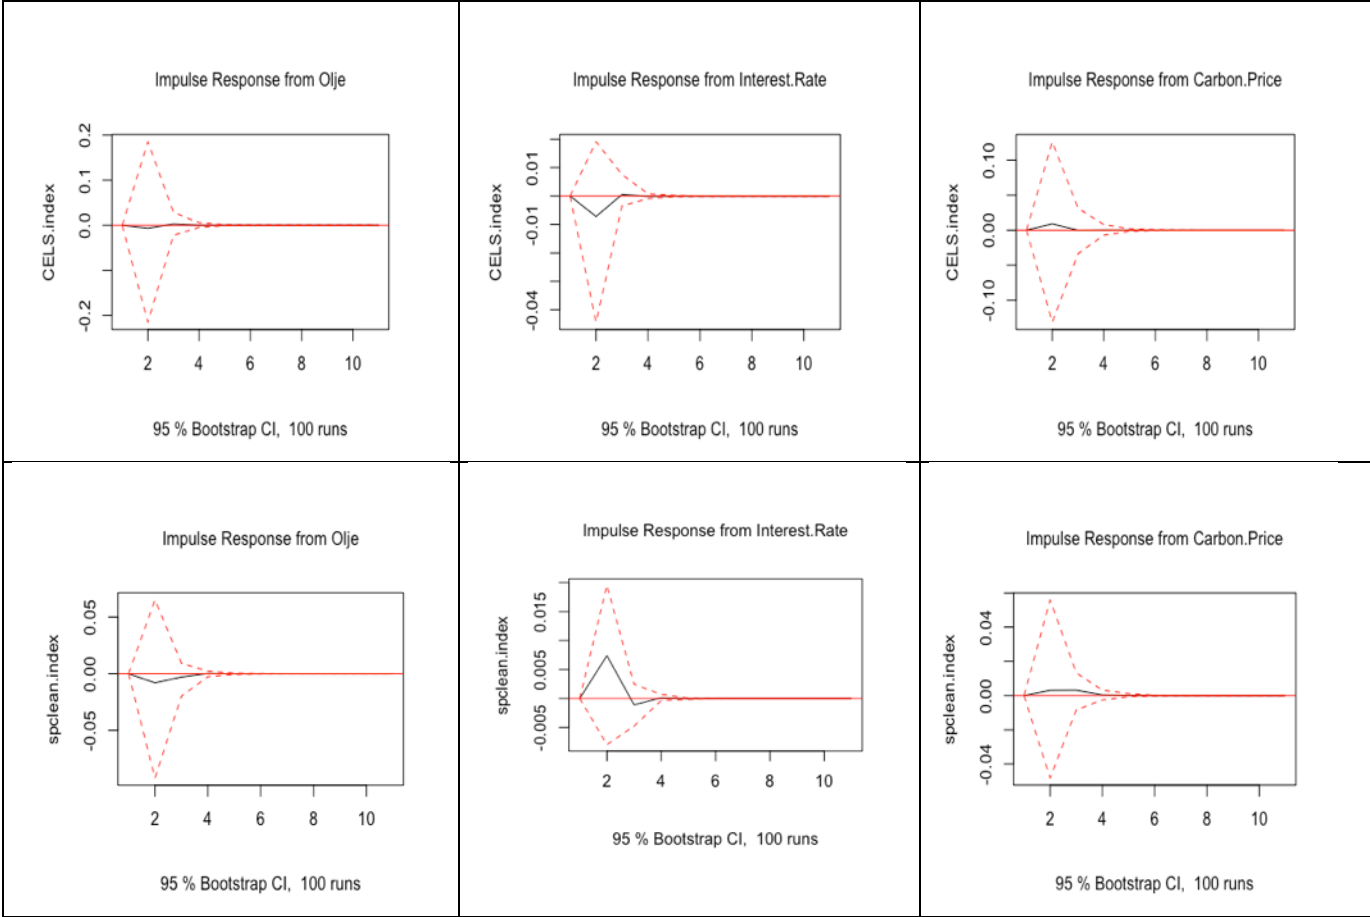 Impulse Response from Olje
CELS.index
0.2
0.1
0.0
-0.2
2 4 6 8 10
95 % Bootstrap CI, 100 runs
Impulse Response from Interest.Rate
CELS.index
0.01
-0.01
-0.04
2 4 6 8 10
95 % Bootstrap CI, 100 runs
Impulse Response from Carbon.Price
CELS.index
0.10
0.00
-0.10
2 4 6 8 10
95 % Bootstrap CI, 100 runs
Impulse Response from Olje
spclean.index
0.05
0.00
-0.05
2 4 6 8 10
95 % Bootstrap CI, 100 runs
Impulse Response from Interest.Rate
spclean.index
0.015
0.005
-0.005
2 4 6 8 10
95 % Bootstrap CI, 100 runs
Impulse Response from Carbon.Price
spclean.index
0.04
0.00
-0.04
2 4 6 8 10
95 % Bootstrap CI, 100 runs